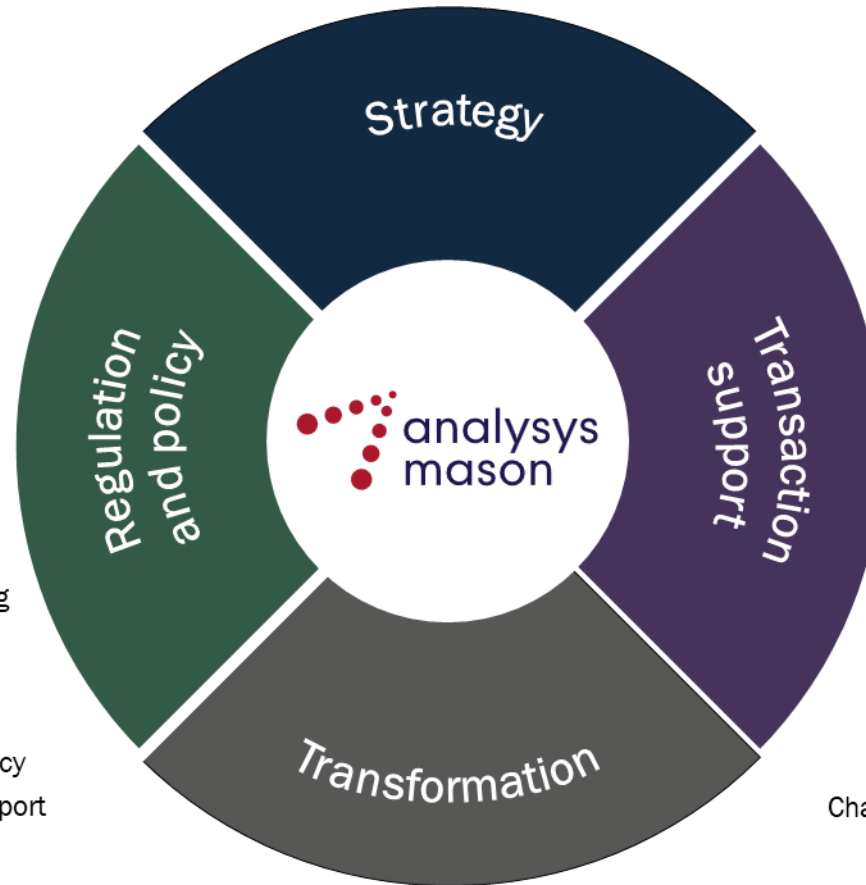 Strategy
Regulation
and policy
analysys
mason
Transaction
support
Transformation